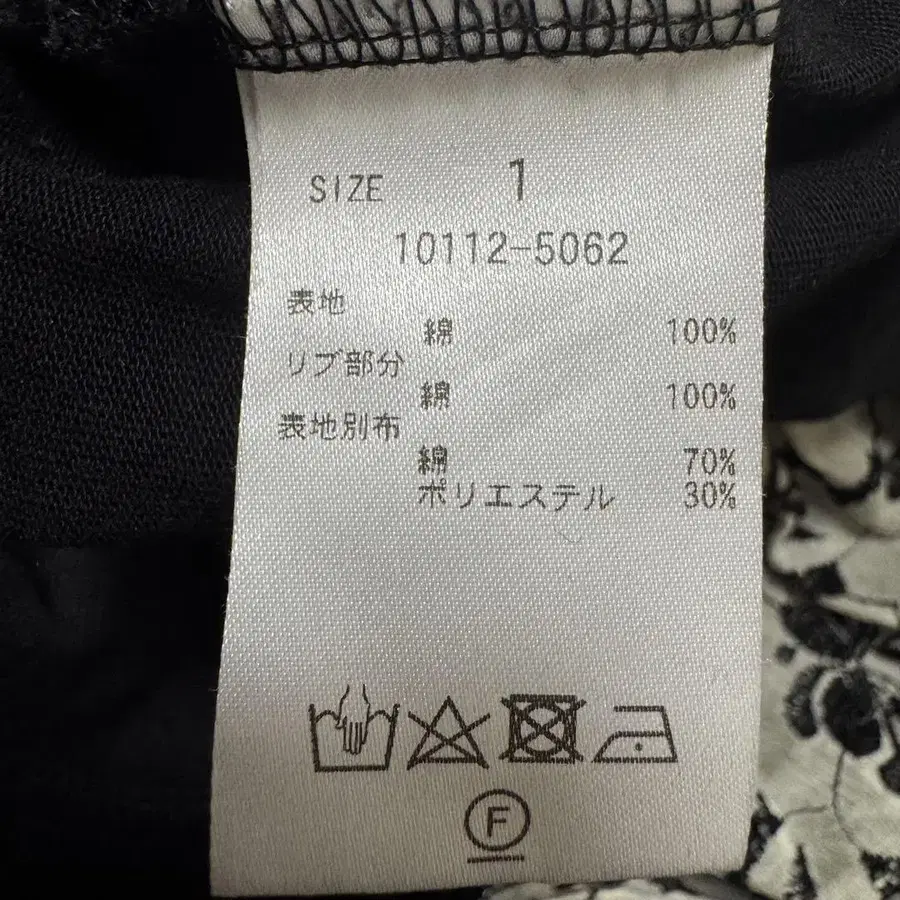 SIZE 1
10112-5062
表地
綿 100%
リブ部分
綿 100%
表地別布
綿 70%
ポリエステル 30%
F